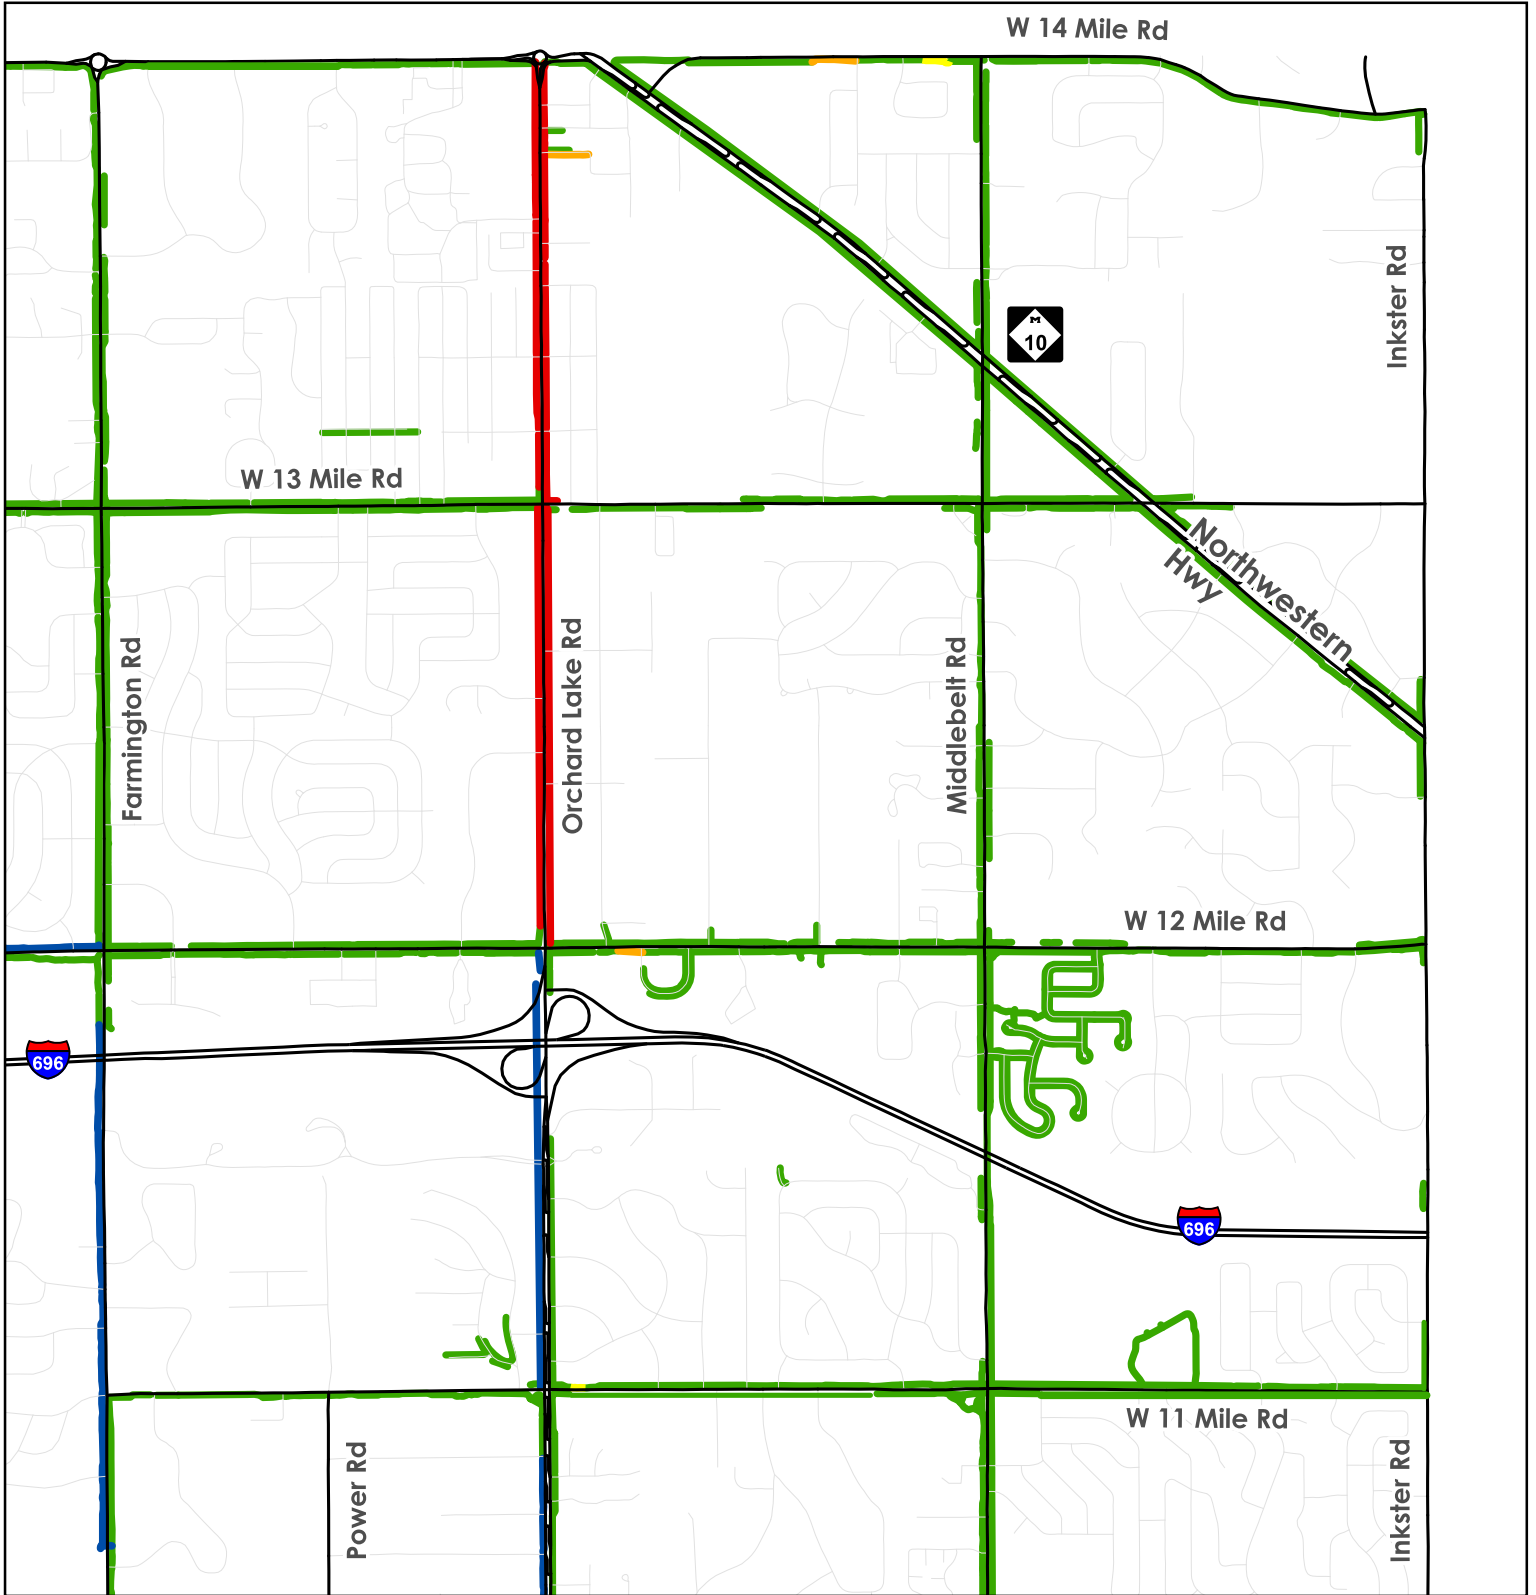 W 14 Mile Rd
Inkster Rd
M
10
W 13 Mile Rd
Northwestern
Hwy
Farmington Rd
Orchard Lake Rd
Middlebelt Rd
W 12 Mile Rd
696
696
W 11 Mile Rd
Power Rd
Inkster Rd